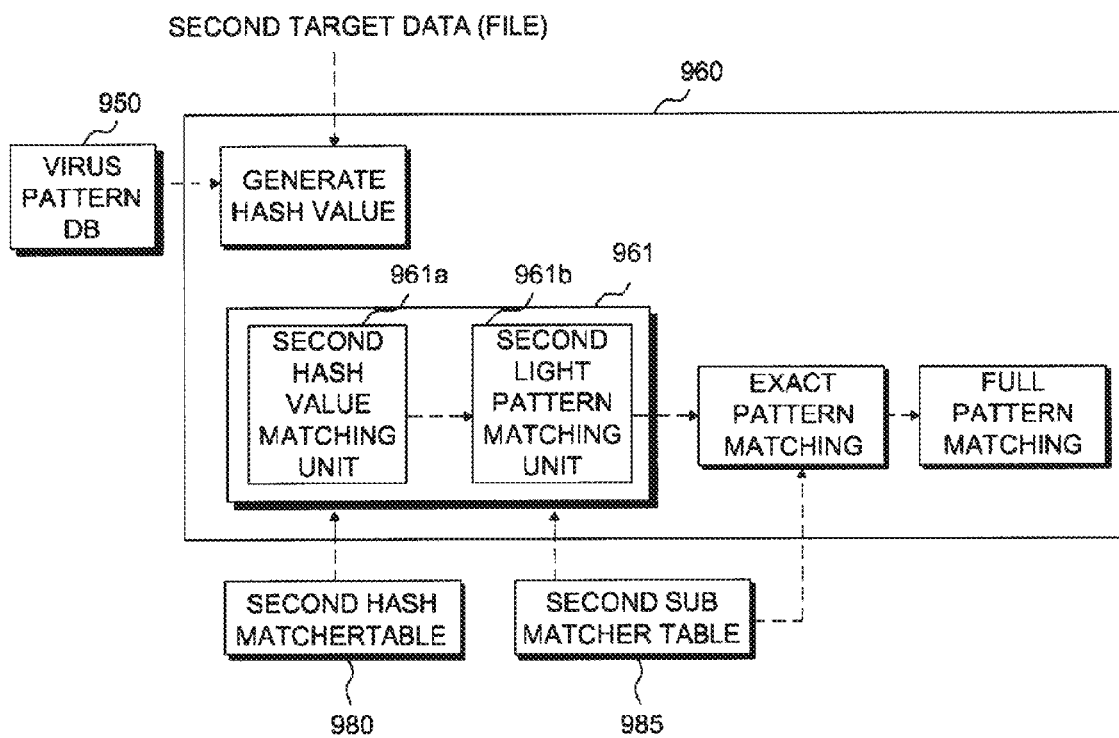 SECOND TARGET DATA (FILE)
960
950
VIRUS
PATTERN
DB
GENERATE
HASH VALUE
961a
961b
961
SECOND
HASH
VALUE
MATCHING
UNIT
SECOND
LIGHT
PATTERN
MATCHING
UNIT
EXACT
PATTERN
MATCHING
FULL
PATTERN
MATCHING
SECOND HASH
MATCHERTABLE
SECOND SUB
MATCHER TABLE
980
985